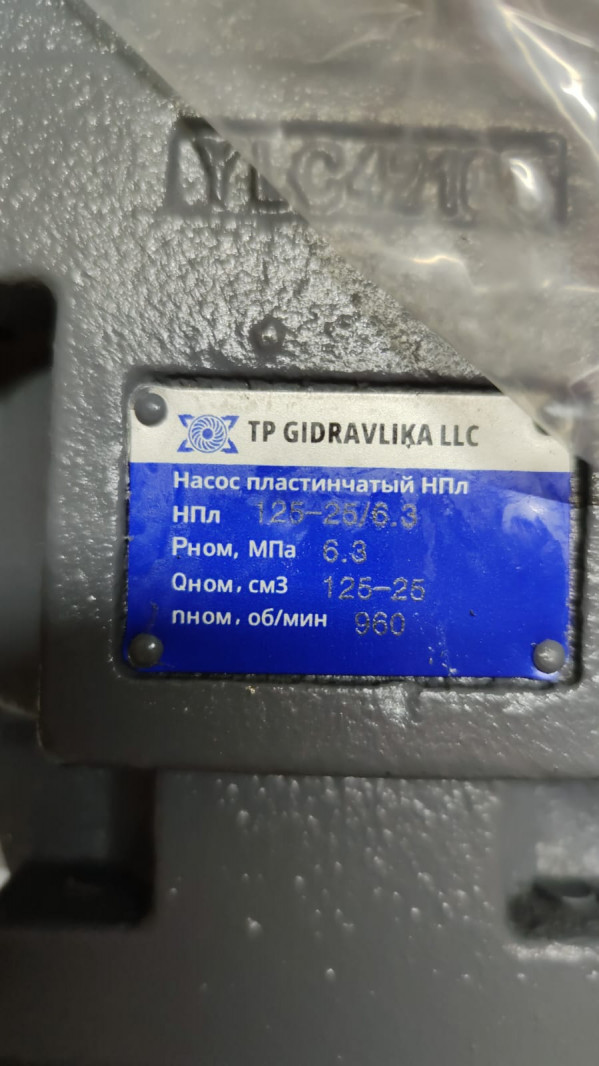 TP GIDRAVLIKA LLC
Насос пластинчатый НПл
НПл 125-25/6.3
Рном, МПа 6.3
Qном, см3 125-25
nном, об/мин 960